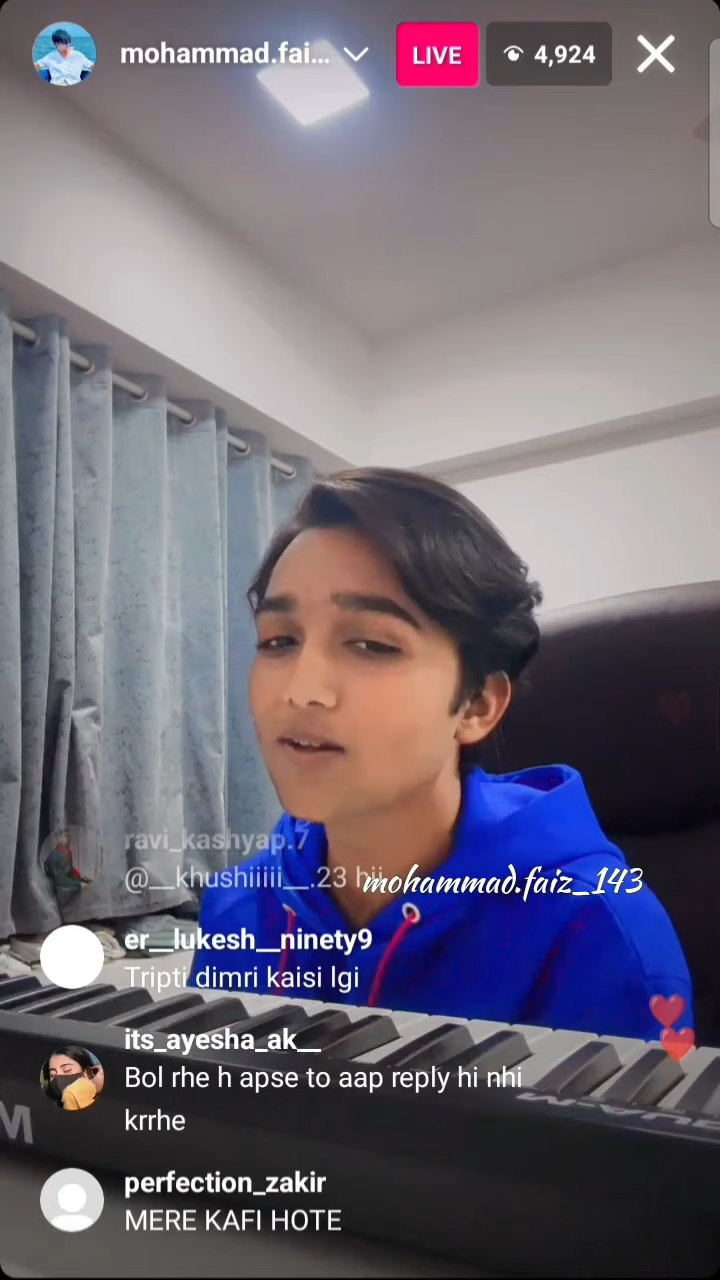 mohammad.fai...
LIVE
4,924
ravi_kashyap.7
@__khushiiiii__.23 hii
mohammad.faiz_143
er__lukesh__ninety9
Tripti dimri kaisi lgi
its_ayesha_ak__
Bol rhe h apse to aap reply hi nhi
krrhe
perfection_zakir
MERE KAFI HOTE